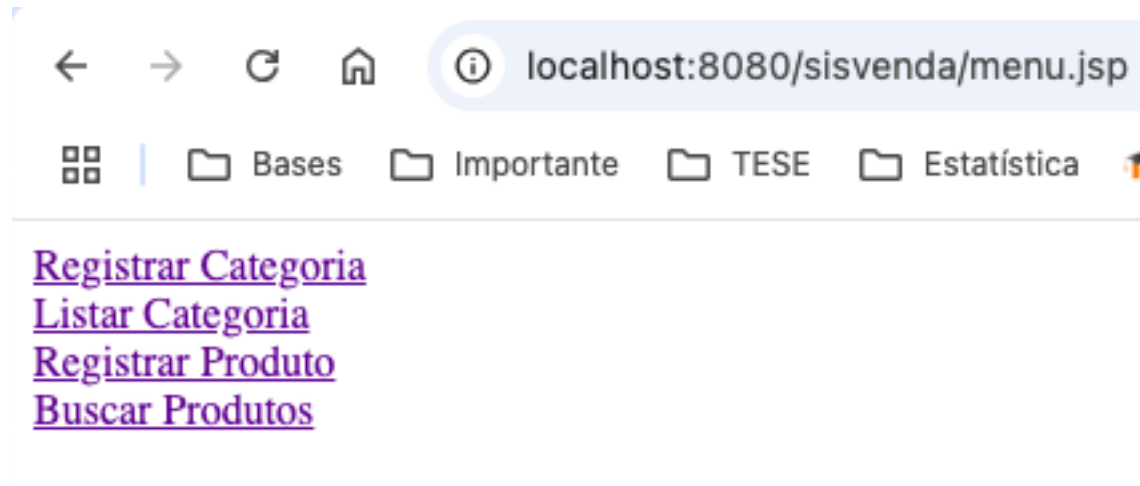 localhost:8080/sisvenda/menu.jsp
Bases Importante TESE Estatística
Registrar Categoria
Listar Categoria
Registrar Produto
Buscar Produtos